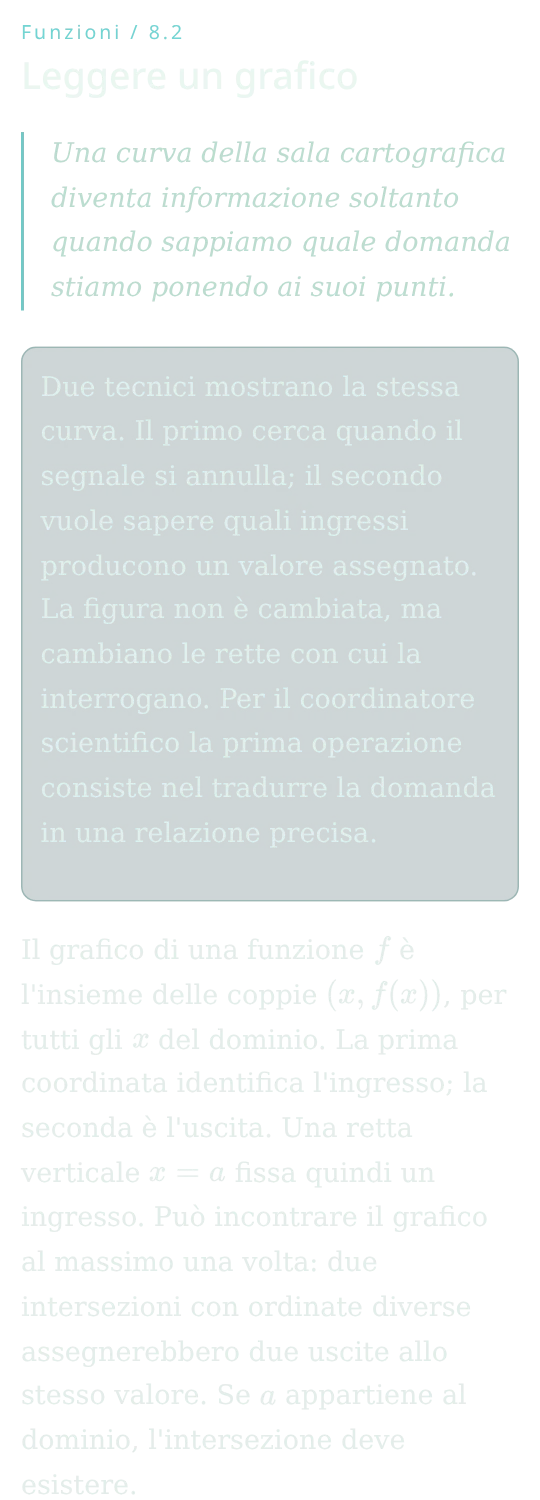 Funzioni / 8.2
Leggere un grafico
Una curva della sala cartografica
diventa informazione soltanto
quando sappiamo quale domanda
stiamo ponendo ai suoi punti.
Due tecnici mostrano la stessa
curva. Il primo cerca quando il
segnale si annulla; il secondo
vuole sapere quali ingressi
producono un valore assegnato.
La figura non è cambiata, ma
cambiano le rette con cui la
interrogano. Per il coordinatore
scientifico la prima operazione
consiste nel tradurre la domanda
in una relazione precisa.
Il grafico di una funzione f è
l'insieme delle coppie (x, f(x)), per
tutti gli x del dominio. La prima
coordinata identifica l'ingresso; la
seconda è l'uscita. Una retta
verticale x = a fissa quindi un
ingresso. Può incontrare il grafico
al massimo una volta: due
intersezioni con ordinate diverse
assegnerebbero due uscite allo
stesso valore. Se a appartiene al
dominio, l'intersezione deve
esistere.